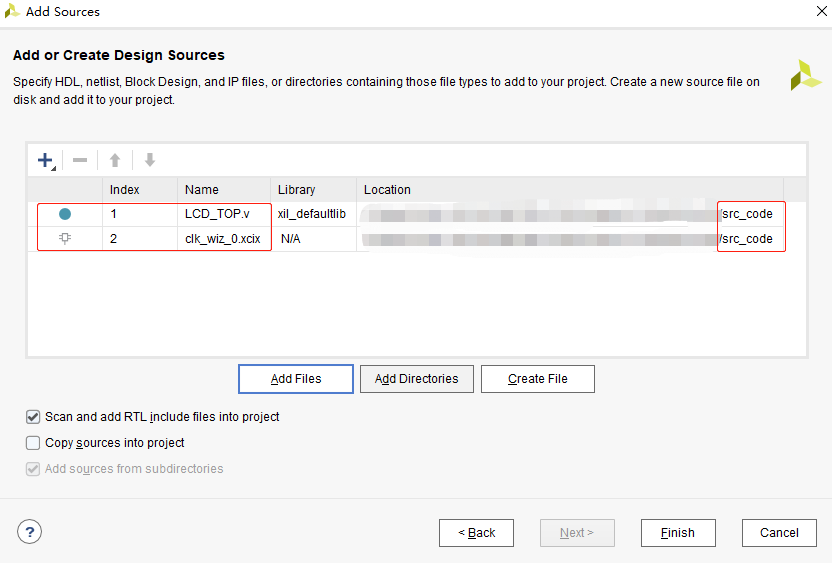 Add Sources
Add or Create Design Sources
Specify HDL, netlist, Block Design, and IP files, or directories containing those file types to add to your project. Create a new source file on
disk and add it to your project.
Index Name Library Location
1 LCD_TOP.v xil_defaultlib /src_code
2 clk_wiz_0.xcix N/A /src_code
Add Files Add Directories Create File
Scan and add RTL include files into project
Copy sources into project
Add sources from subdirectories
? < Back Next > Finish Cancel